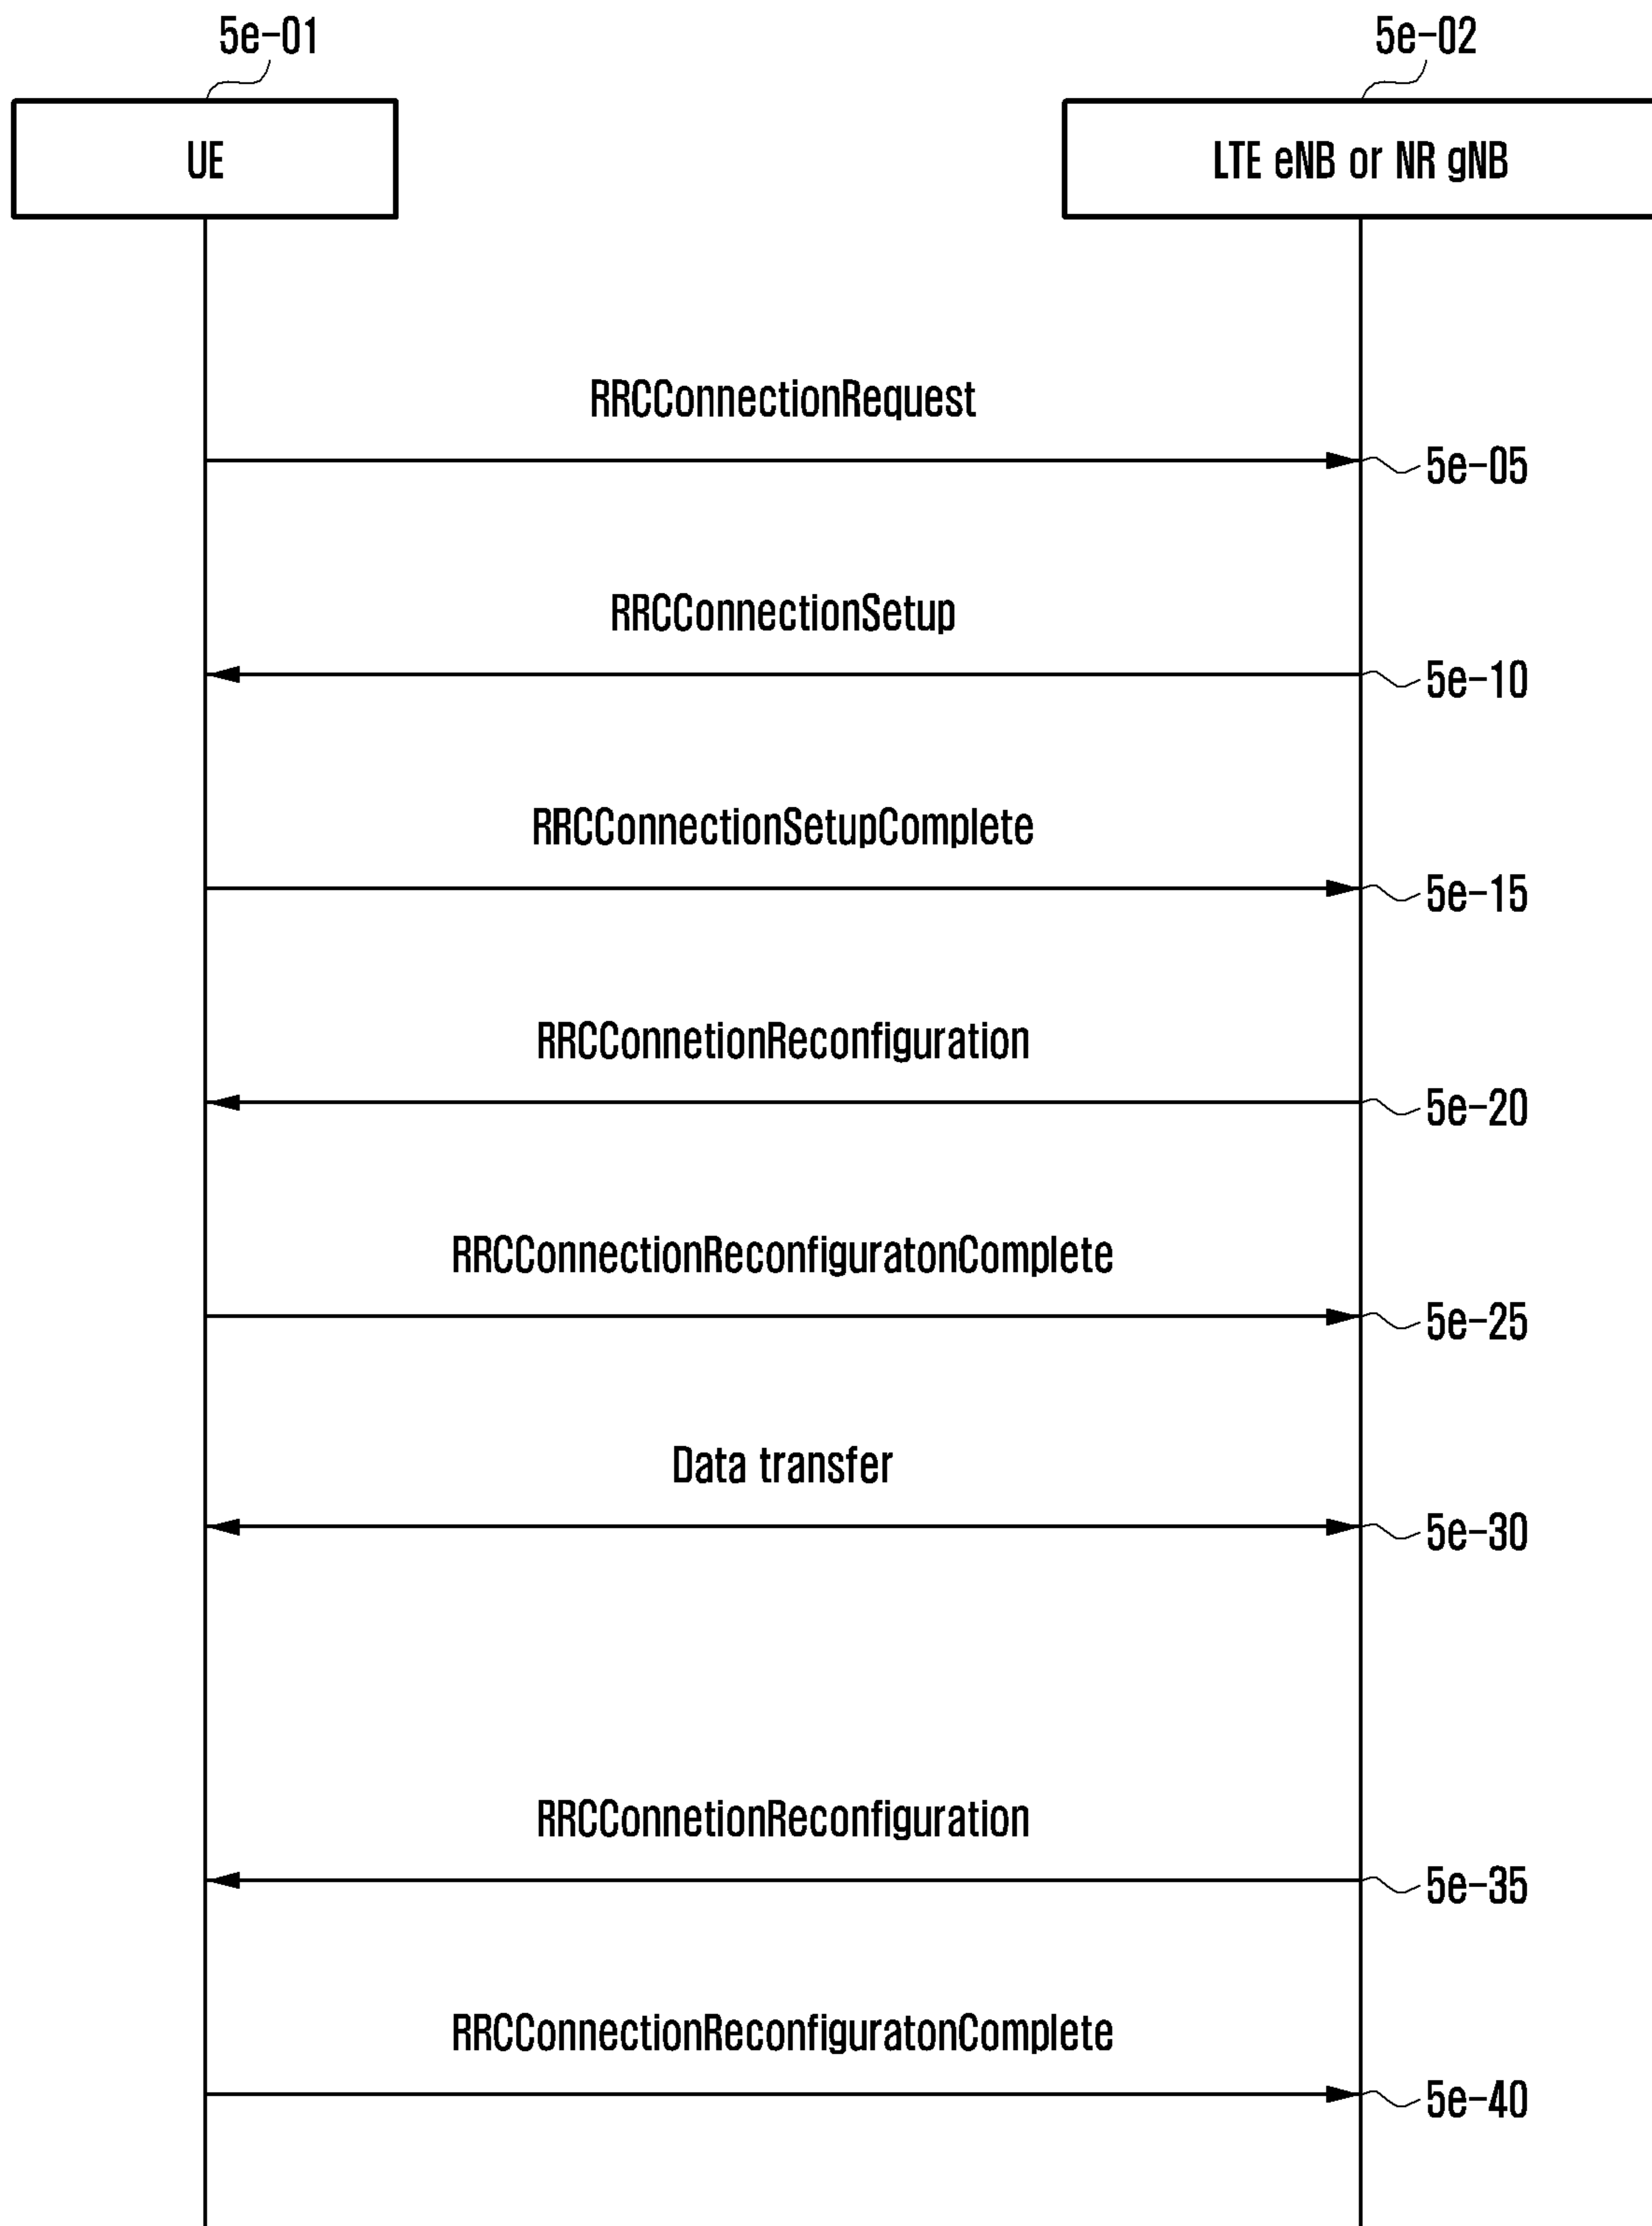 5e-01
5e-02
UE
LTE eNB or NR gNB
RRCConnectionRequest
5e-05
RRCConnectionSetup
5e-10
RRCConnectionSetupComplete
5e-15
RRCConnetionReconfiguration
5e-20
RRCConnectionReconfiguratonComplete
5e-25
Data transfer
5e-30
RRCConnetionReconfiguration
5e-35
RRCConnectionReconfiguratonComplete
5e-40